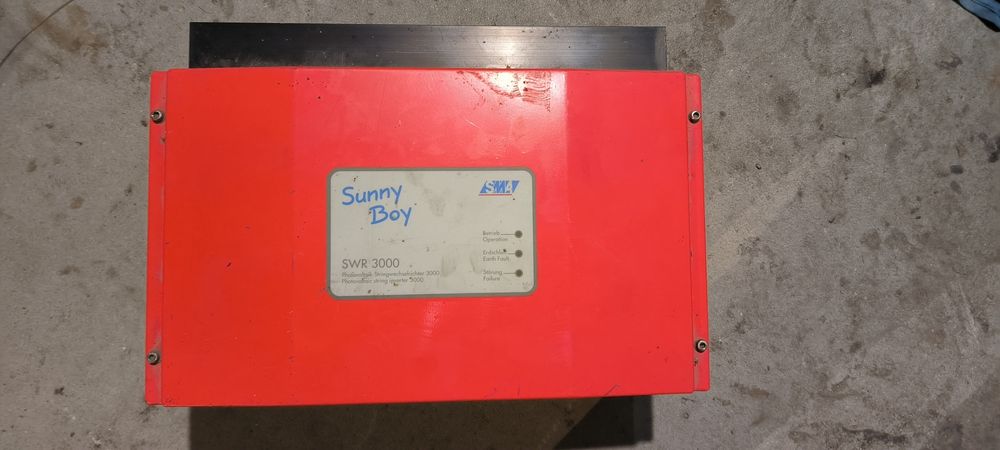 Sunny
Boy
SMA
Betrieb
Operation
Erdschluß
Earth Fault
Störung
Failure
SWR 3000
Photovoltaik Stringwechselrichter 3000
Photovoltaic string inverter 3000